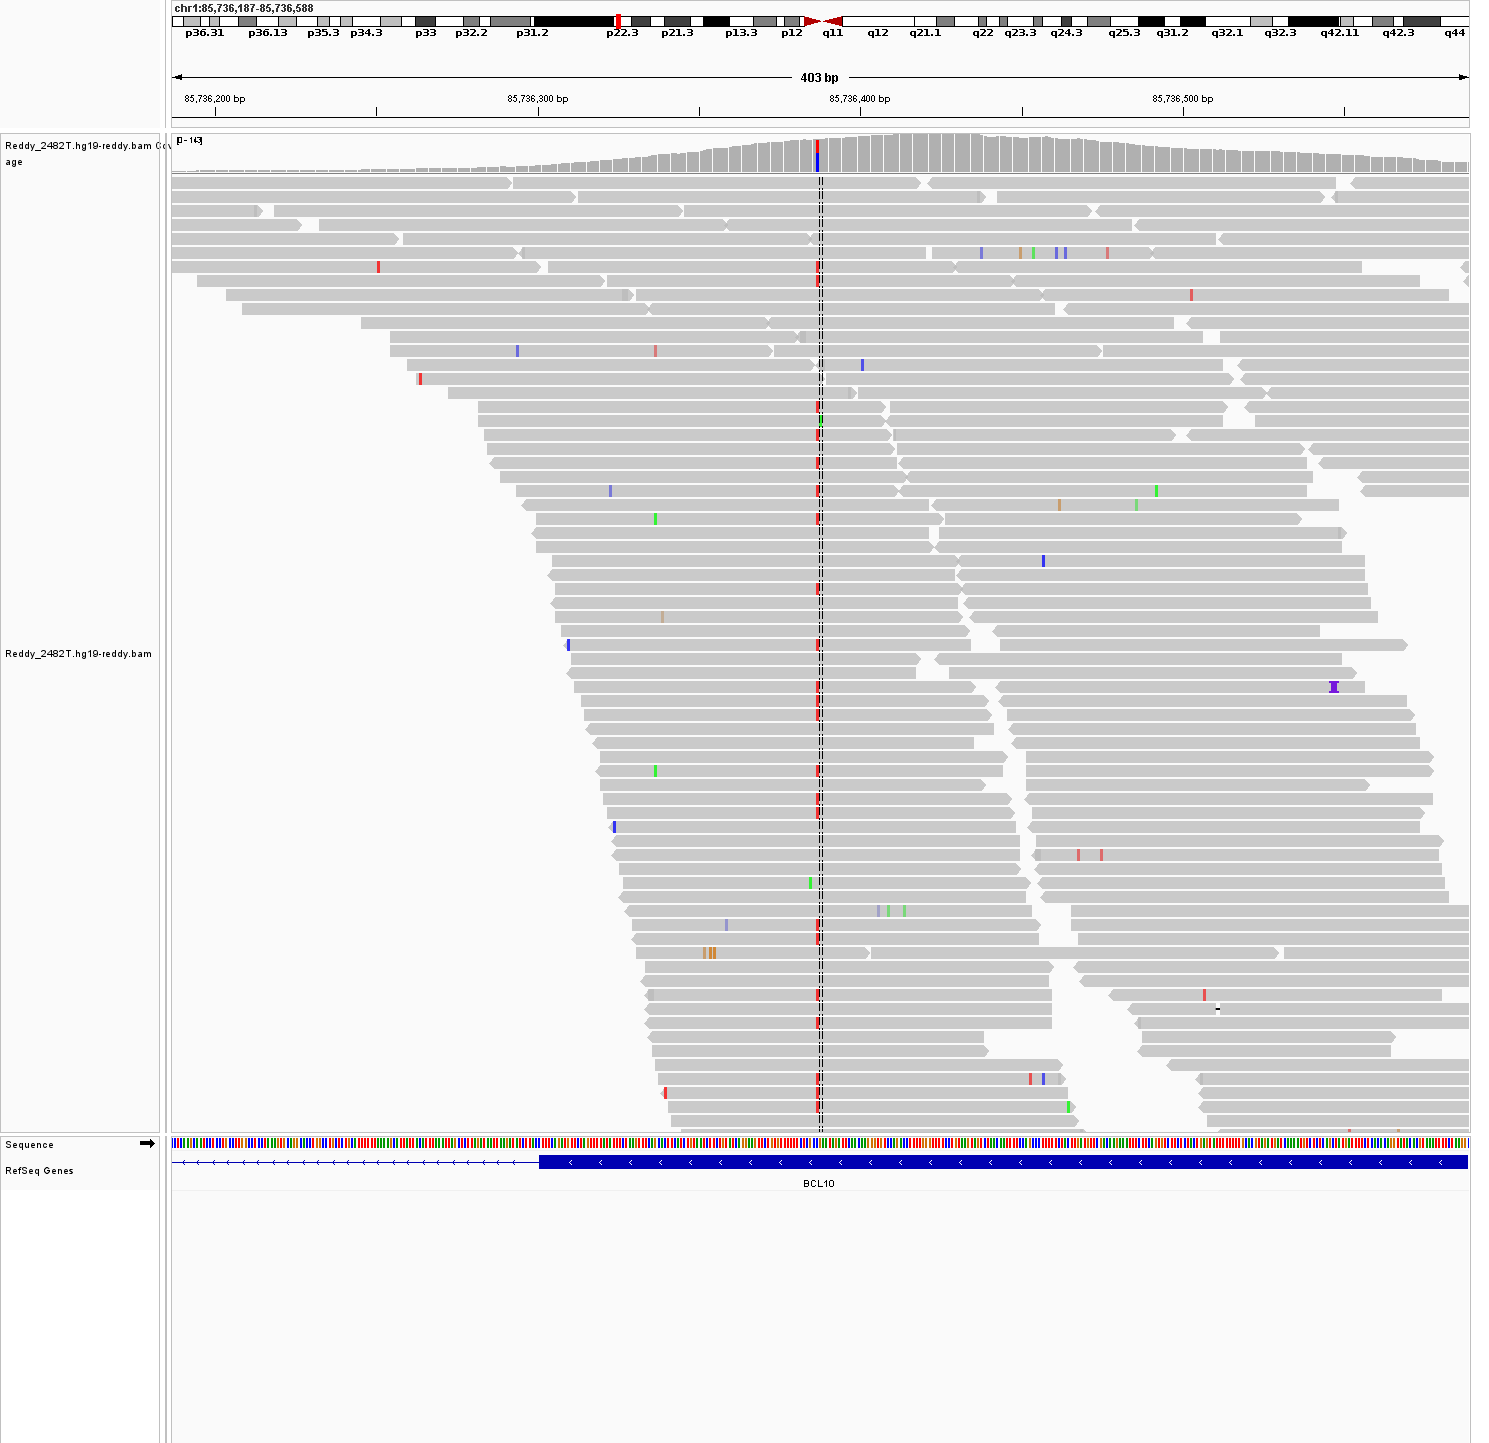 chr1:85,736,187-85,736,588
p36.31 p36.13 p35.3 p34.3 p33 p32.2 p31.2 p22.3 p21.3 p13.3 p12 q11 q12 q21.1 q22 q23.3 q24.3 q25.3 q31.2 q32.1 q32.3 q42.11 q42.3 q44
403 bp
85,736,200 bp 85,736,300 bp 85,736,400 bp 85,736,500 bp
[0 - 143]
Reddy_2482T.hg19-reddy.bam Cov
age
Reddy_2482T.hg19-reddy.bam
Sequence
RefSeq Genes
BCL10